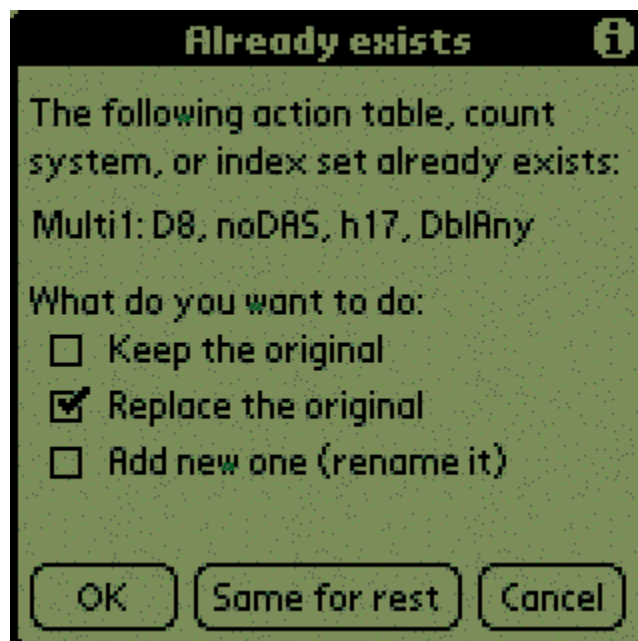 Already exists
The following action table, count
system, or index set already exists:
Multi1: D8, noDAS, h17, DblAny
What do you want to do:
Keep the original
Replace the original
Add new one (rename it)
OK Same for rest Cancel